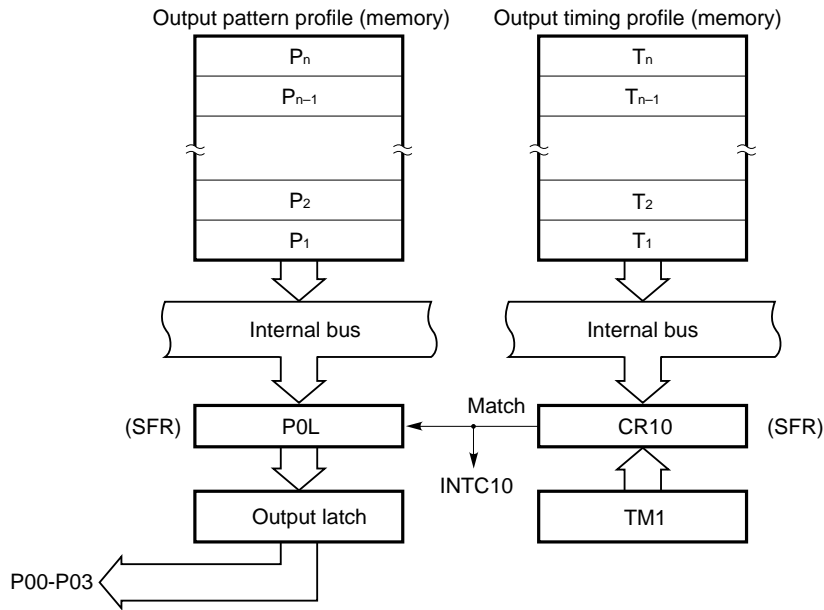 Output pattern profile (memory)
Output timing profile (memory)
Pn
Tn
Pn–1
Tn–1
P2
T2
P1
T1
Internal bus
Internal bus
(SFR)
P0L
Match
CR10
(SFR)
INTC10
Output latch
TM1
P00-P03